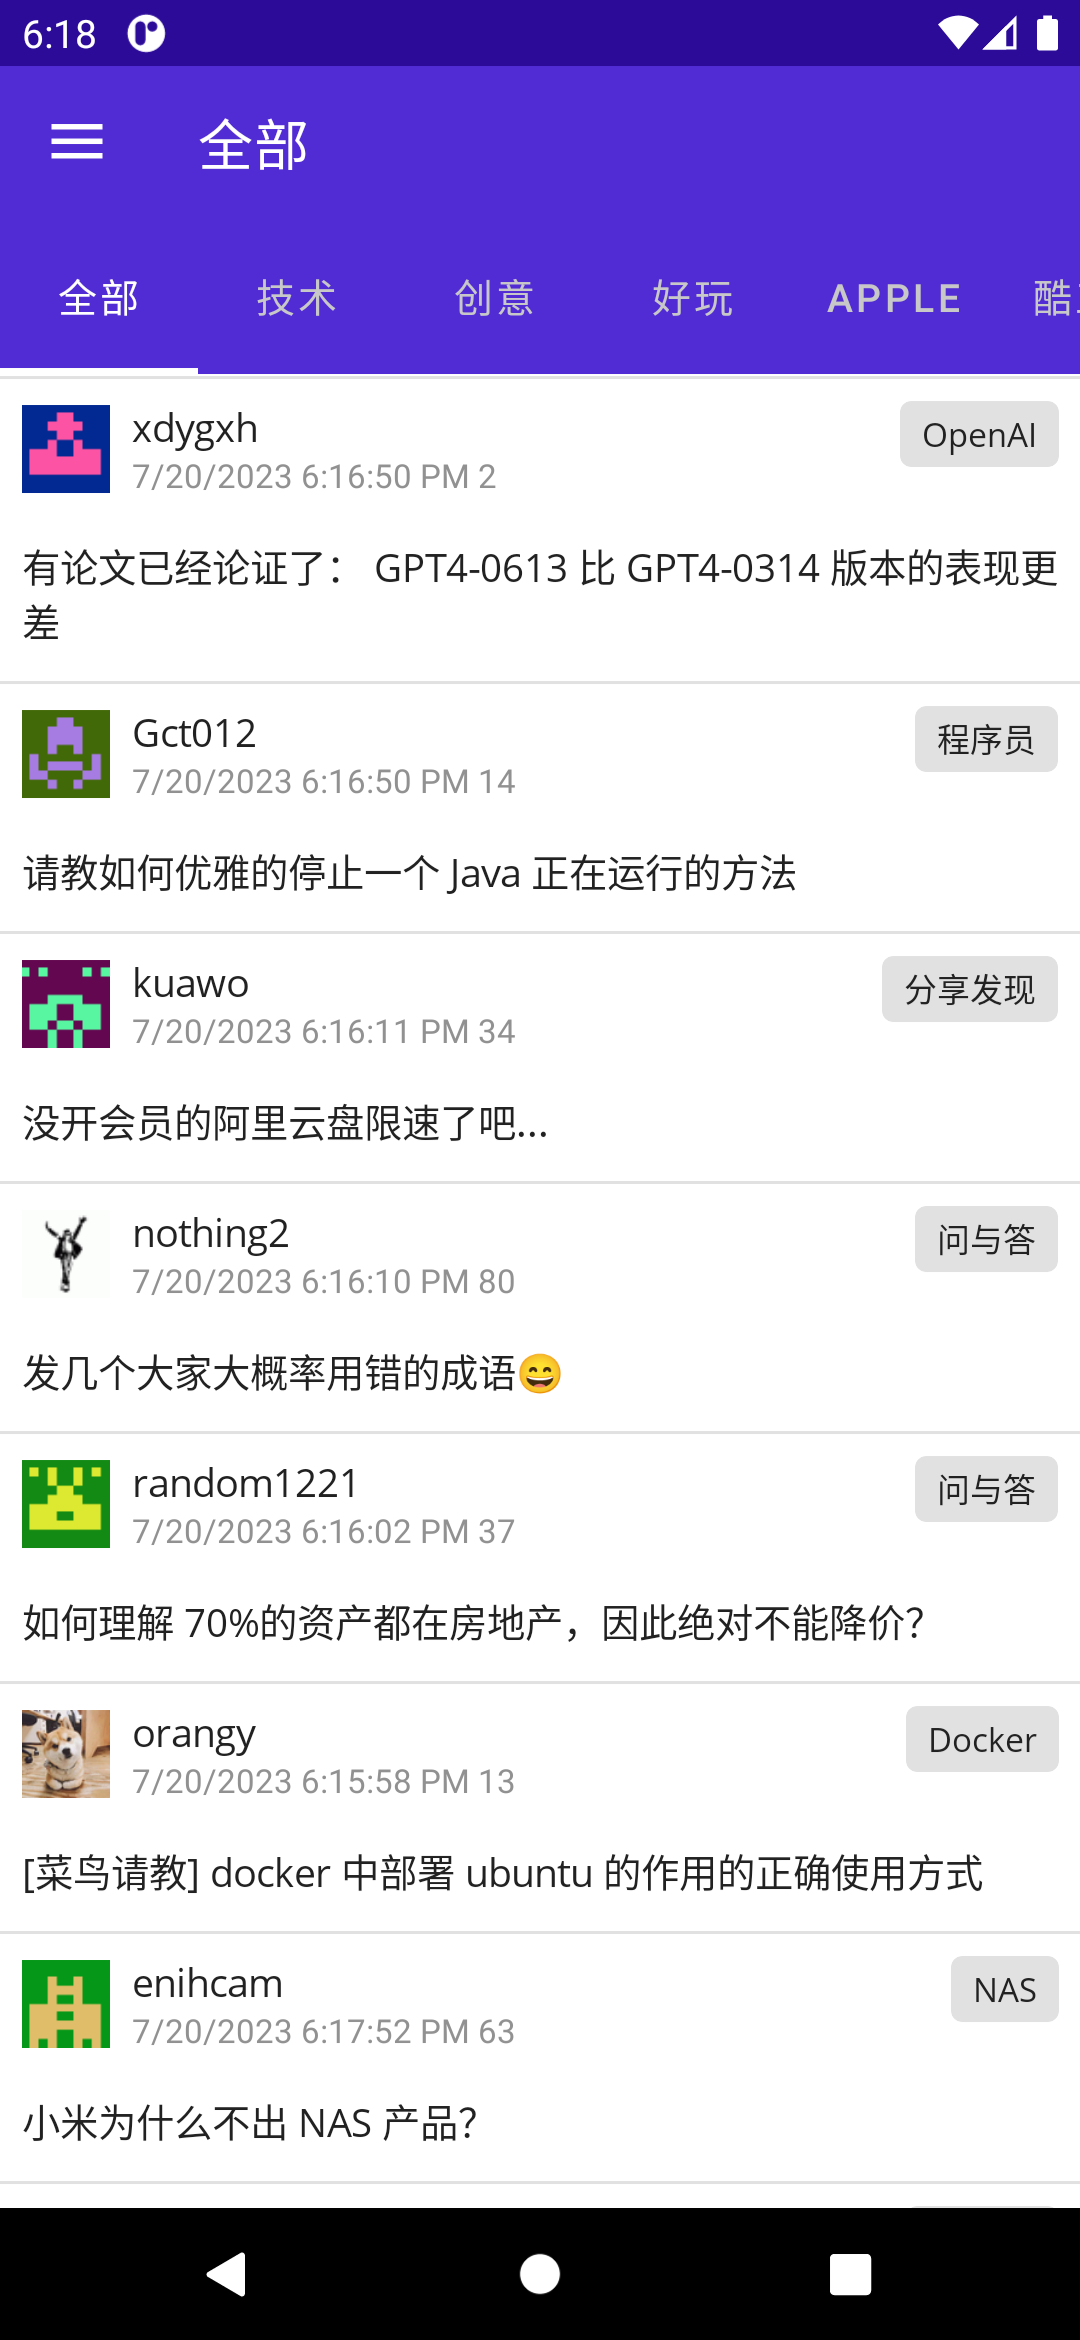 6:18
全部
全部 技术 创意 好玩 APPLE 酷
xdygxh
OpenAI
7/20/2023 6:16:50 PM 2
有论文已经论证了： GPT4-0613 比 GPT4-0314 版本的表现更
差
Gct012
程序员
7/20/2023 6:16:50 PM 14
请教如何优雅的停止一个 Java 正在运行的方法
kuawo
分享发现
7/20/2023 6:16:11 PM 34
没开会员的阿里云盘限速了吧...
nothing2
问与答
7/20/2023 6:16:10 PM 80
发几个大家大概率用错的成语😄
random1221
问与答
7/20/2023 6:16:02 PM 37
如何理解 70%的资产都在房地产，因此绝对不能降价？
orangy
Docker
7/20/2023 6:15:58 PM 13
[菜鸟请教] docker 中部署 ubuntu 的作用的正确使用方式
enihcam
NAS
7/20/2023 6:17:52 PM 63
小米为什么不出 NAS 产品？